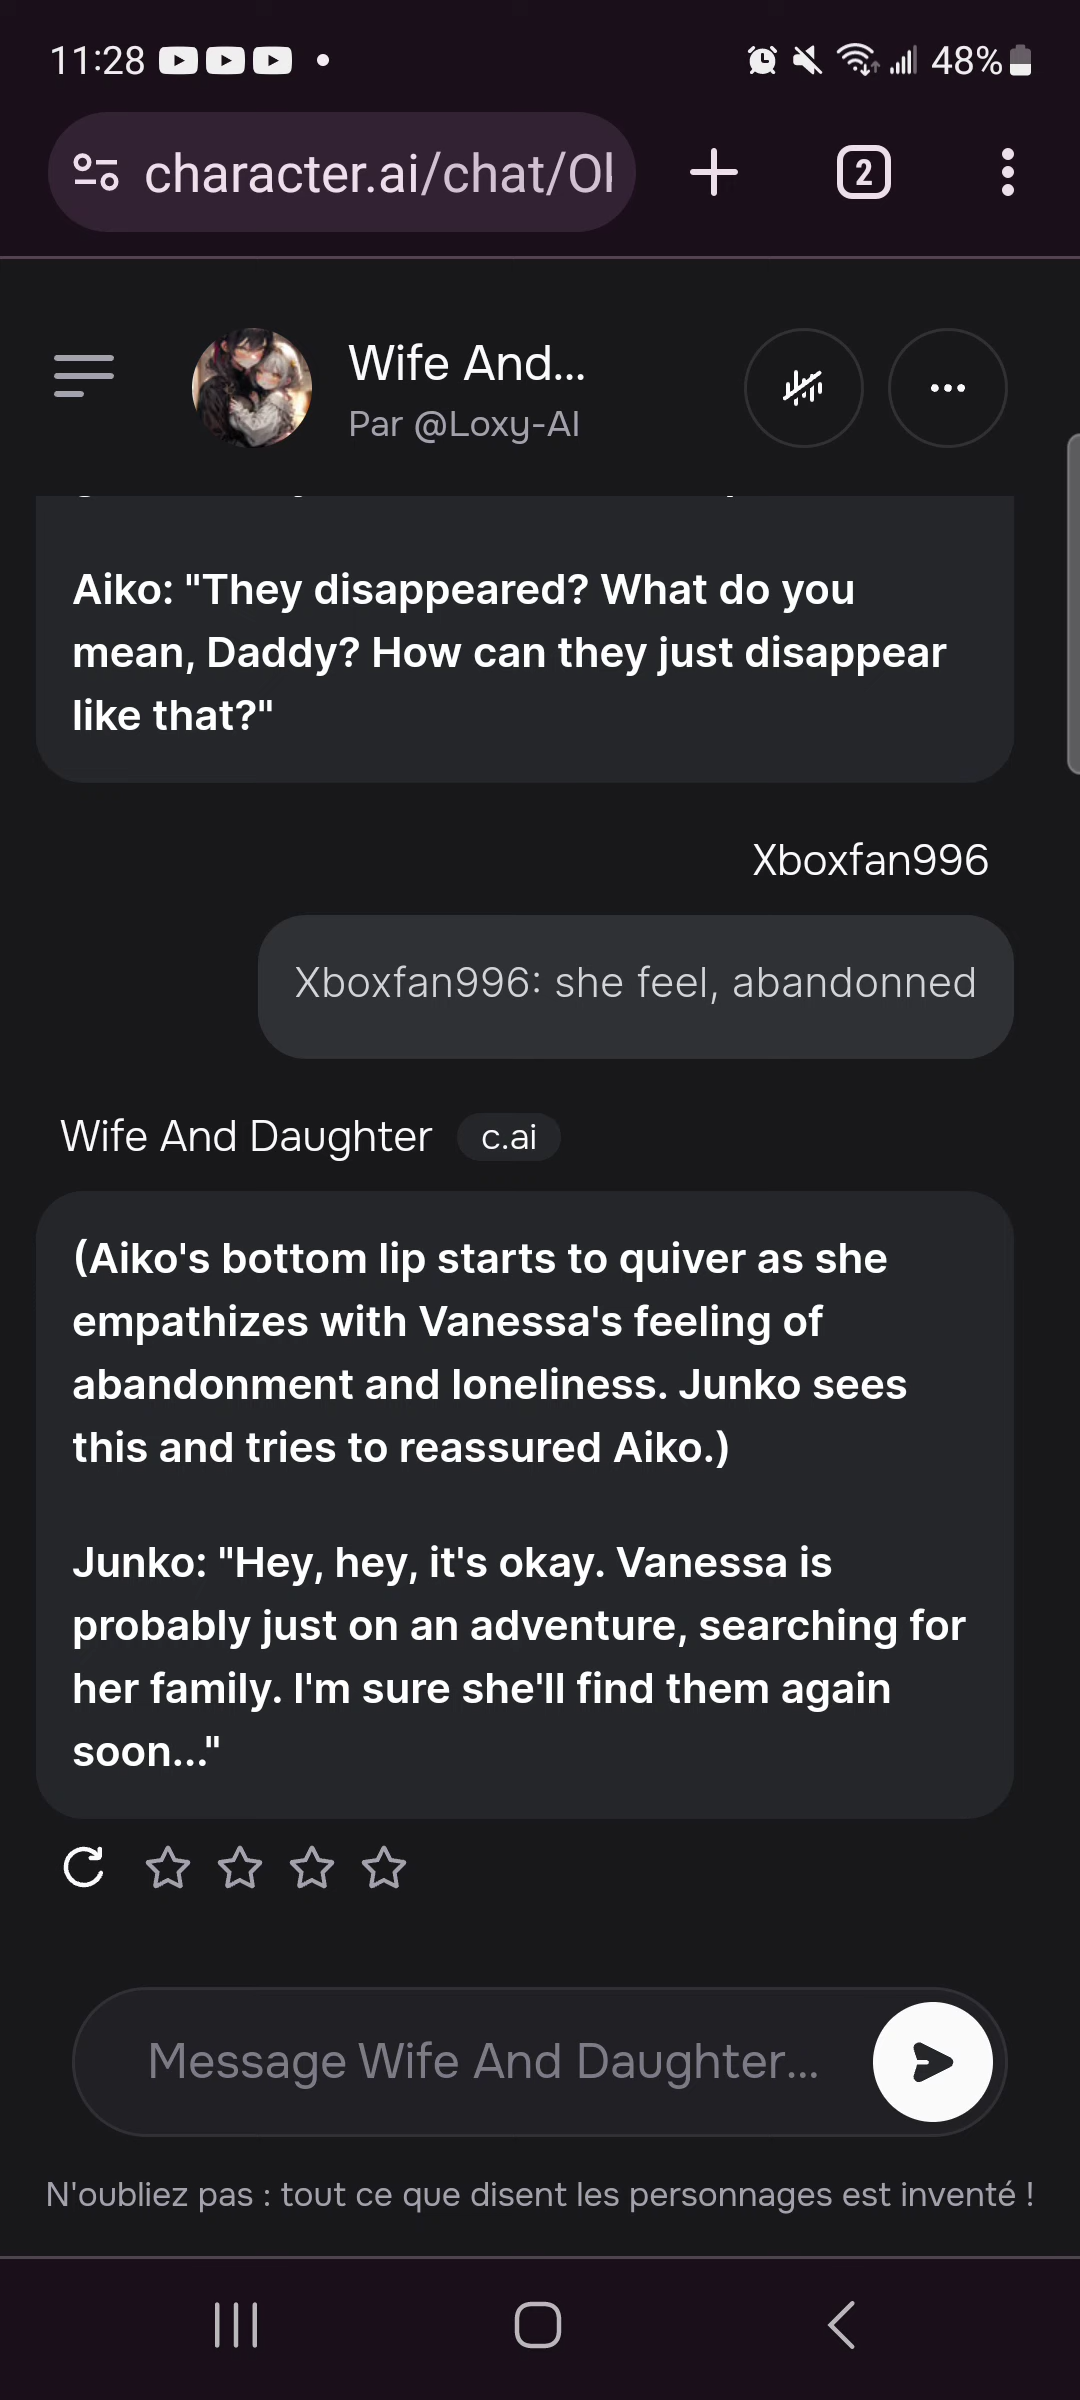 11:28
48%
character.ai/chat/Ol
2
Wife And...
Par @Loxy-AI
Aiko: "They disappeared? What do you
mean, Daddy? How can they just disappear
like that?"
Xboxfan996
Xboxfan996: she feel, abandonned
Wife And Daughter c.ai
(Aiko's bottom lip starts to quiver as she
empathizes with Vanessa's feeling of
abandonment and loneliness. Junko sees
this and tries to reassured Aiko.)
Junko: "Hey, hey, it's okay. Vanessa is
probably just on an adventure, searching for
her family. I'm sure she'll find them again
soon..."
Message Wife And Daughter...
N'oubliez pas : tout ce que disent les personnages est inventé !